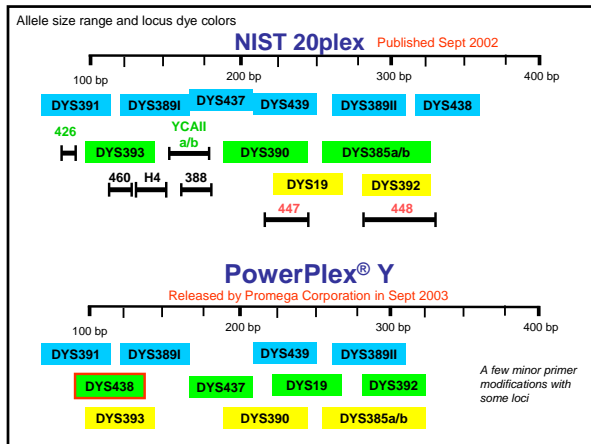 Allele size range and locus dye colors
NIST 20plex Published Sept 2002
100 bp 200 bp 300 bp 400 bp
DYS391 DYS389I DYS437 DYS439 DYS389II DYS438
426 YCAII
a/b
DYS393 DYS390 DYS385a/b
460 H4 388 DYS19 DYS392
447 448
PowerPlex® Y
Released by Promega Corporation in Sept 2003
100 bp 200 bp 300 bp 400 bp
DYS391 DYS389I DYS439 DYS389II
DYS438 DYS437 DYS19 DYS392
DYS393 DYS390 DYS385a/b
A few minor primer
modifications with
some loci